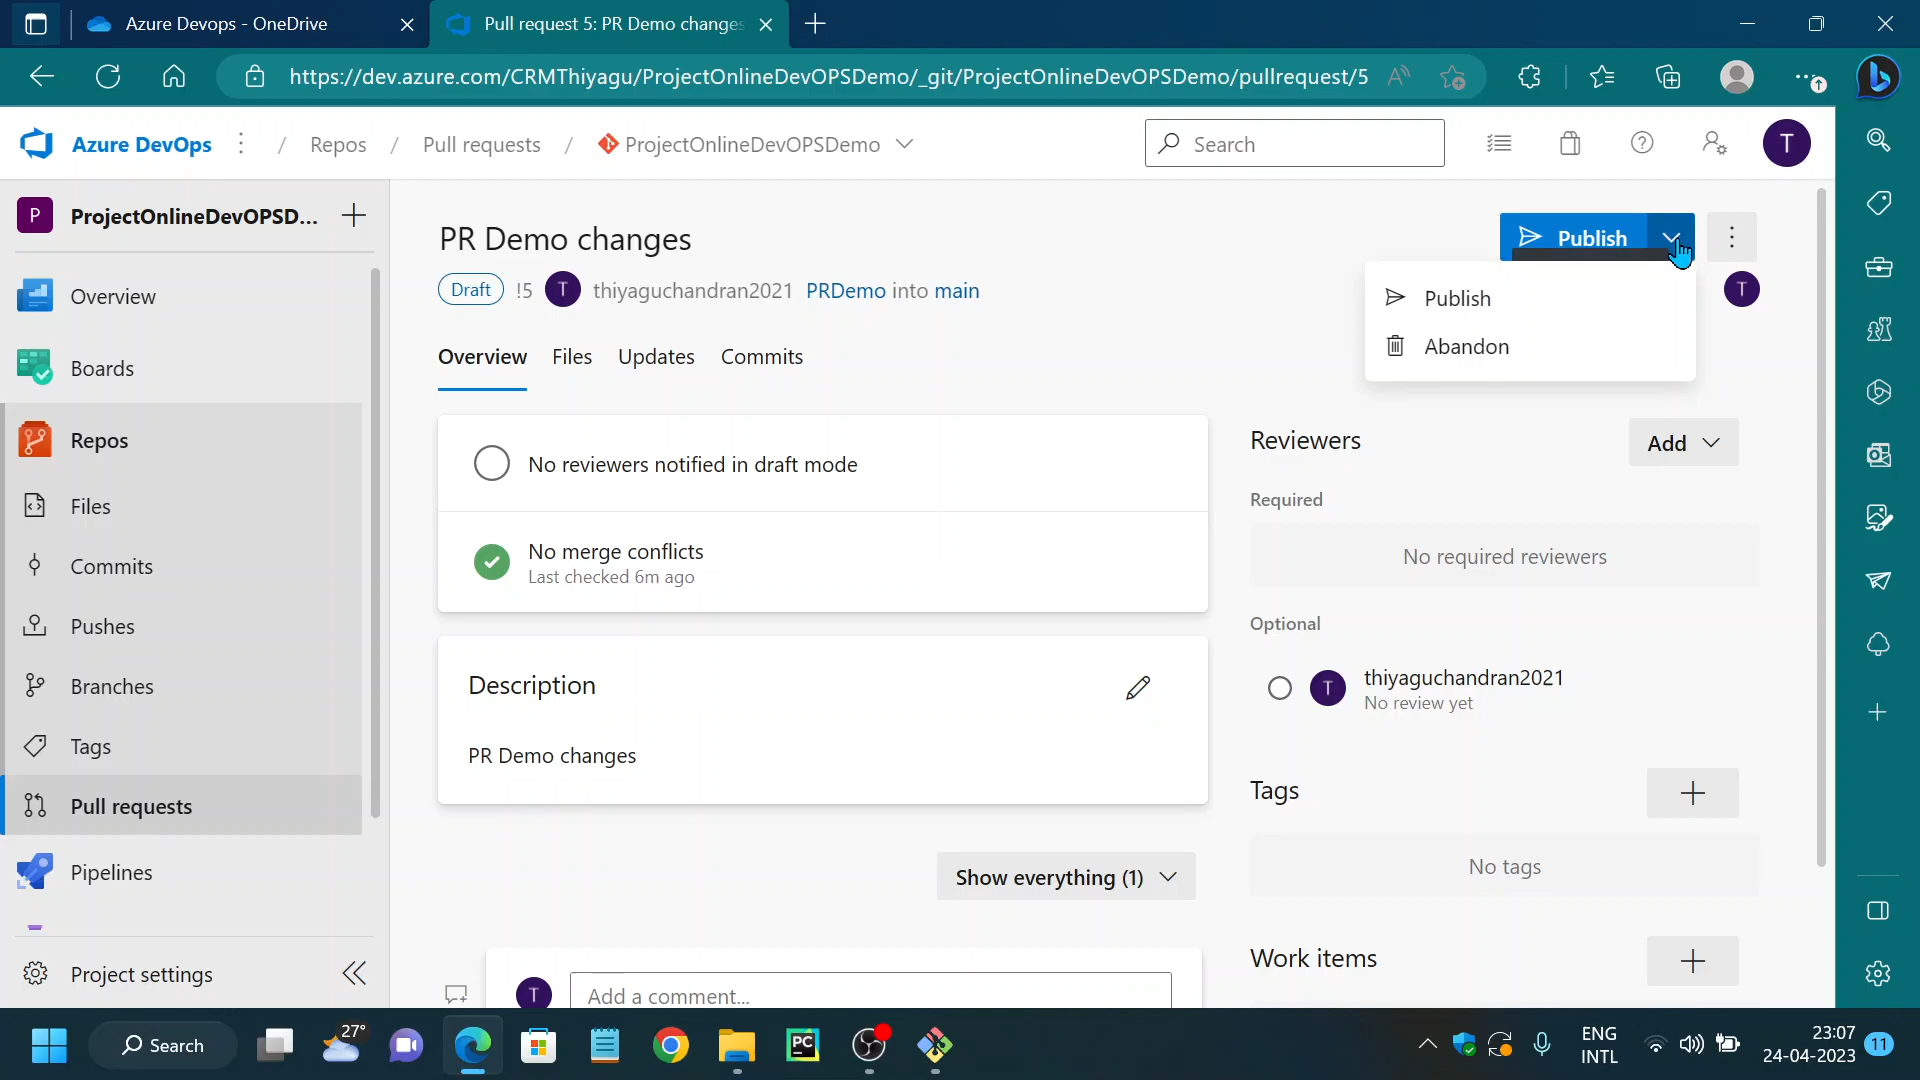 Azure Devops - OneDrive
Pull request 5: PR Demo changes
https://dev.azure.com/CRMThiyagu/ProjectOnlineDevOPSDemo/_git/ProjectOnlineDevOPSDemo/pullrequest/5
Azure DevOps / Repos / Pull requests / ProjectOnlineDevOPSDemo
Search
T
P ProjectOnlineDevOPSD...
Overview
Boards
Repos
Files
Commits
Pushes
Branches
Tags
Pull requests
Pipelines
Project settings
PR Demo changes
Draft !5 T thiyaguchandran2021 PRDemo into main
Publish
Publish
Abandon
T
Overview Files Updates Commits
No reviewers notified in draft mode
No merge conflicts
Last checked 6m ago
Description
PR Demo changes
Show everything (1)
T Add a comment...
Reviewers
Add
Required
No required reviewers
Optional
T thiyaguchandran2021
No review yet
Tags
No tags
Work items
Search
27°
PC
ENG
INTL
23:07
24-04-2023
11